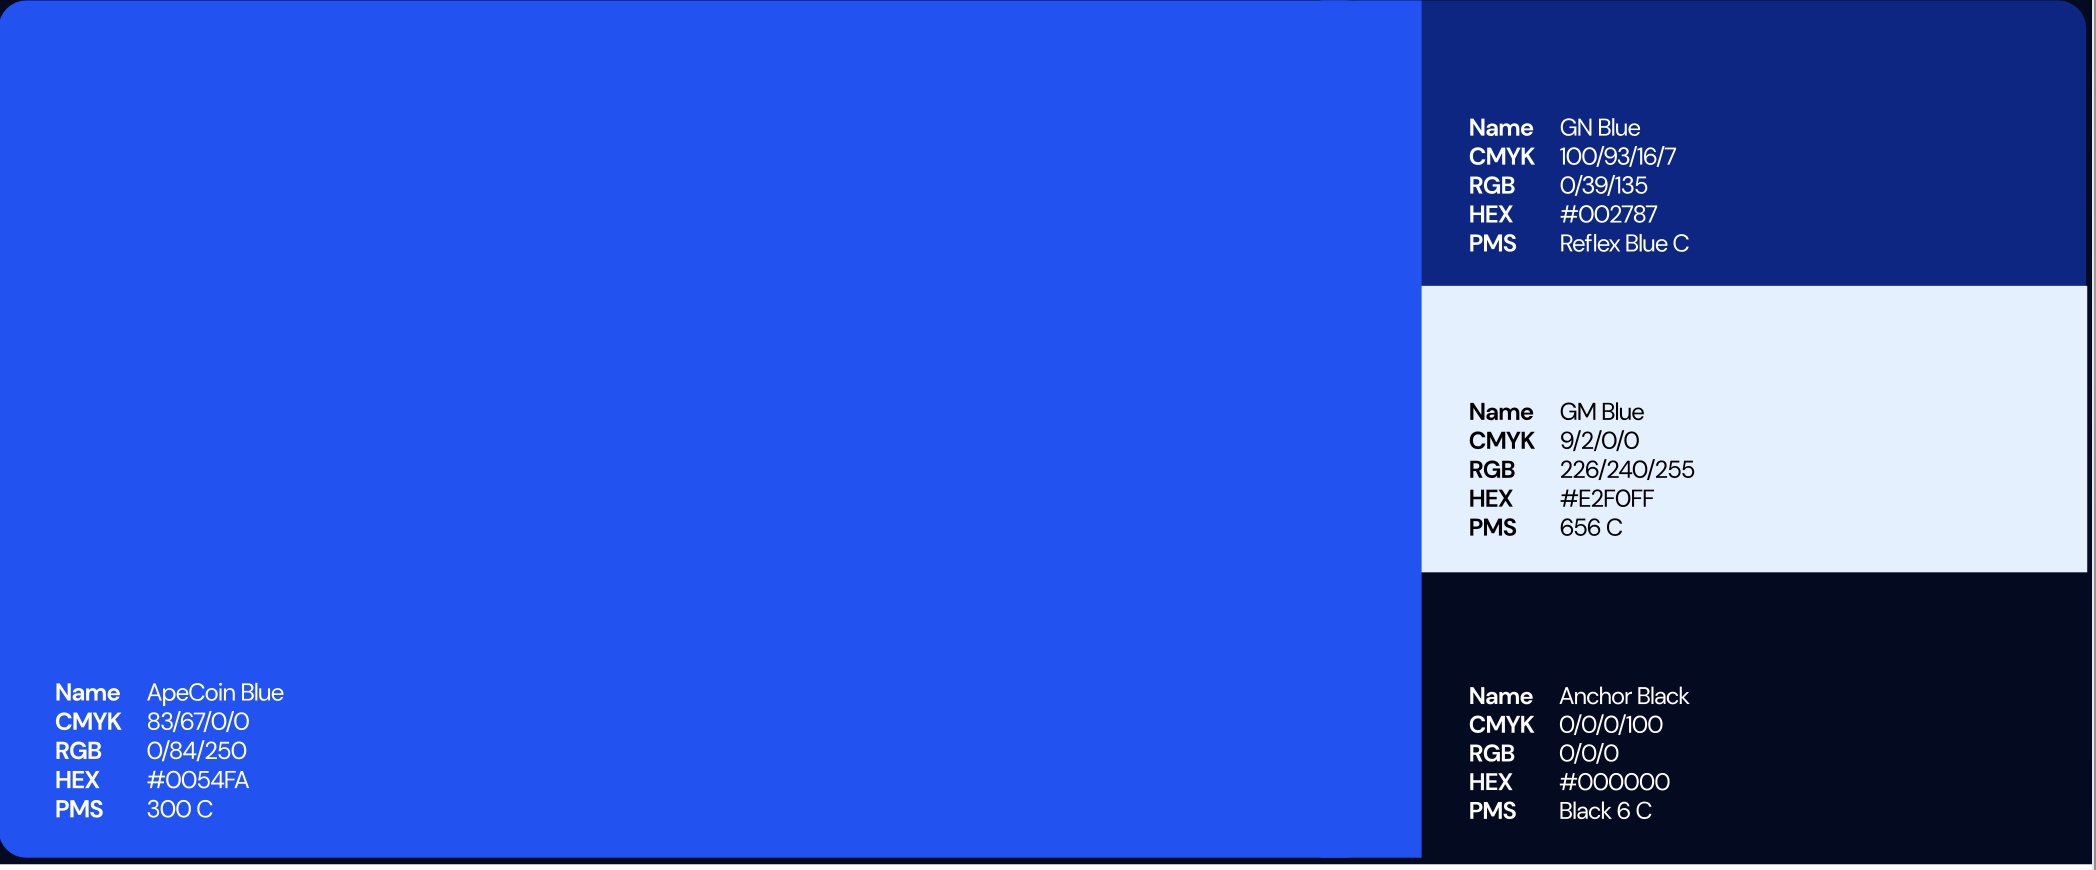 Name GN Blue
CMYK 100/93/16/7
RGB 0/39/135
HEX #002787
PMS Reflex Blue C
Name GM Blue
CMYK 9/2/0/0
RGB 226/240/255
HEX #E2F0FF
PMS 656 C
Name ApeCoin Blue
CMYK 83/67/0/0
RGB 0/84/250
HEX #0054FA
PMS 300 C
Name Anchor Black
CMYK 0/0/0/100
RGB 0/0/0
HEX #000000
PMS Black 6 C